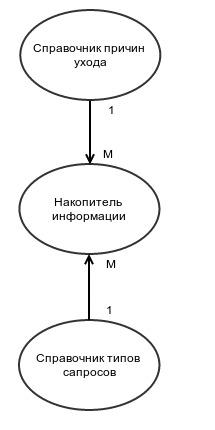 Справочник причин
ухода
1
М
Накопитель
информации
М
1
Справочник типов
сапросов